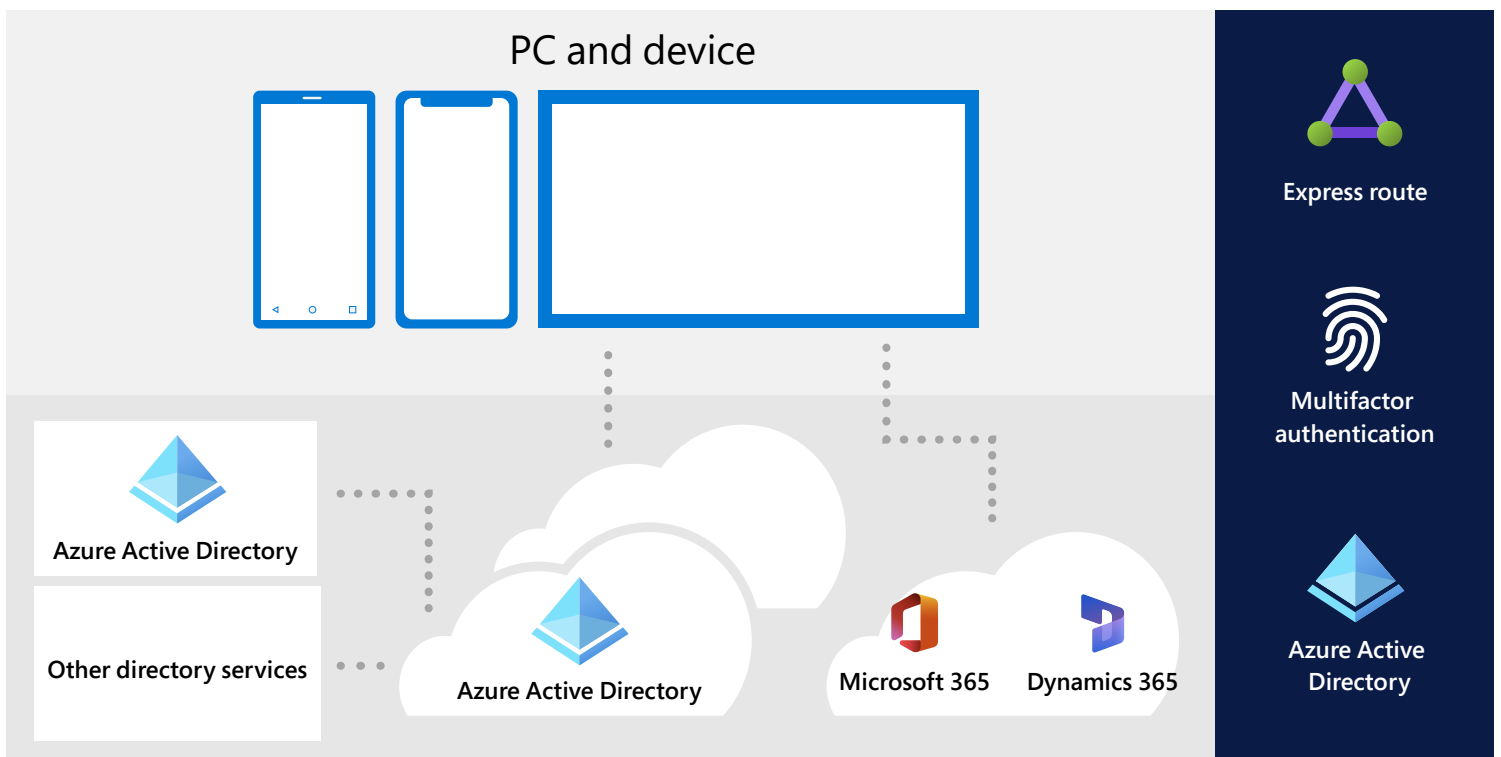 PC and device
Express route
Multifactor
authentication
Azure Active Directory
Other directory services
Azure Active Directory
Microsoft 365
Dynamics 365
Azure Active
Directory